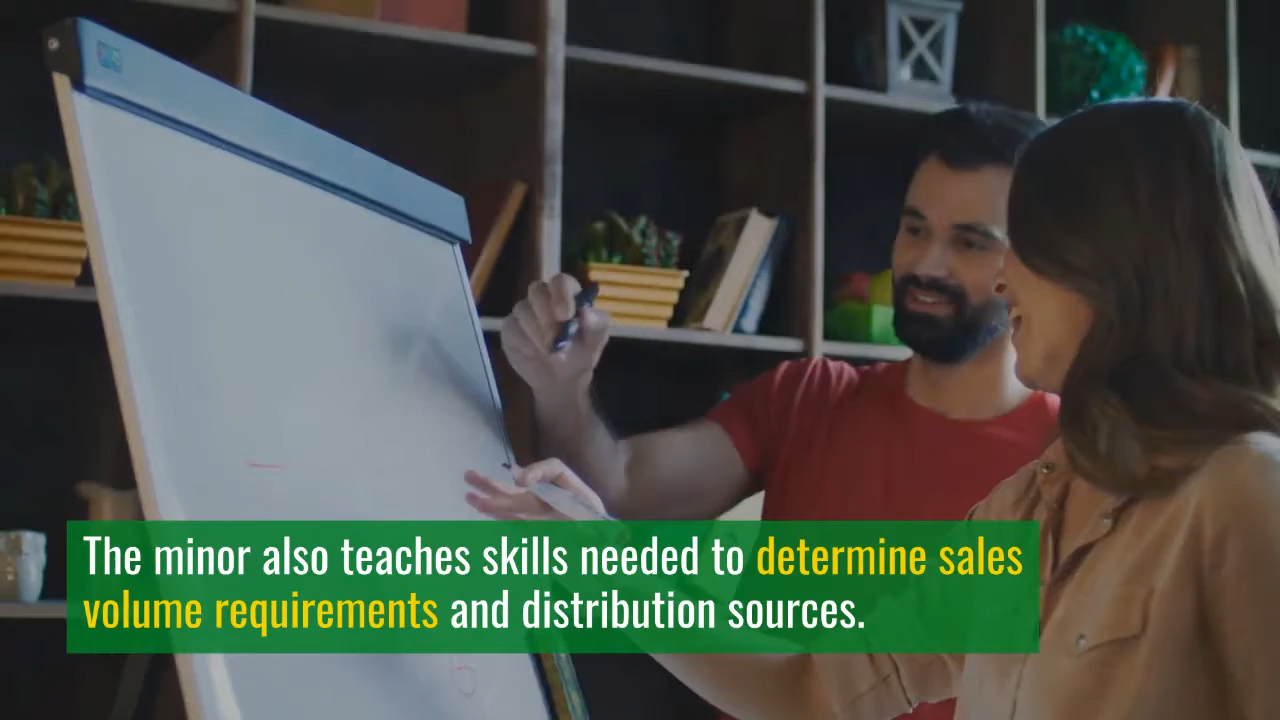 The minor also teaches skills needed to determine sales
volume requirements and distribution sources.